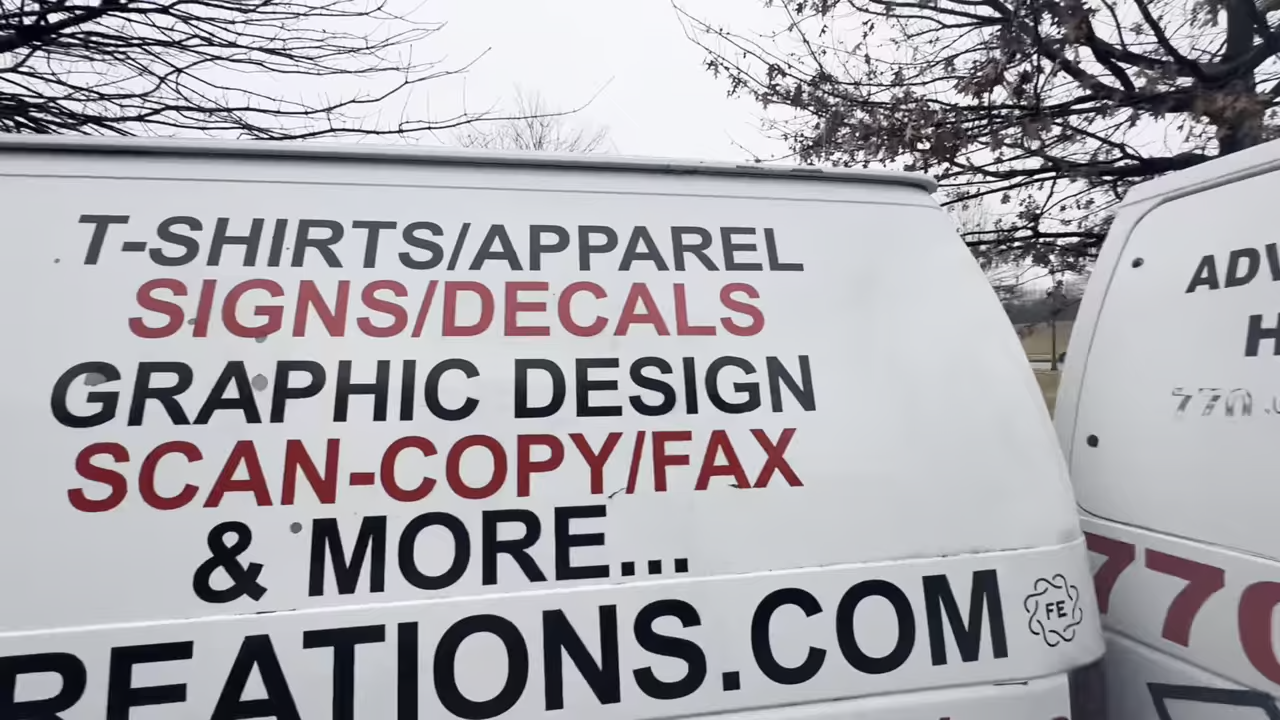 T-SHIRTS/APPAREL
SIGNS/DECALS
GRAPHIC DESIGN
SCAN-COPY/FAX
& MORE...
REATIONS.COM
FE
ADV
H
770
770